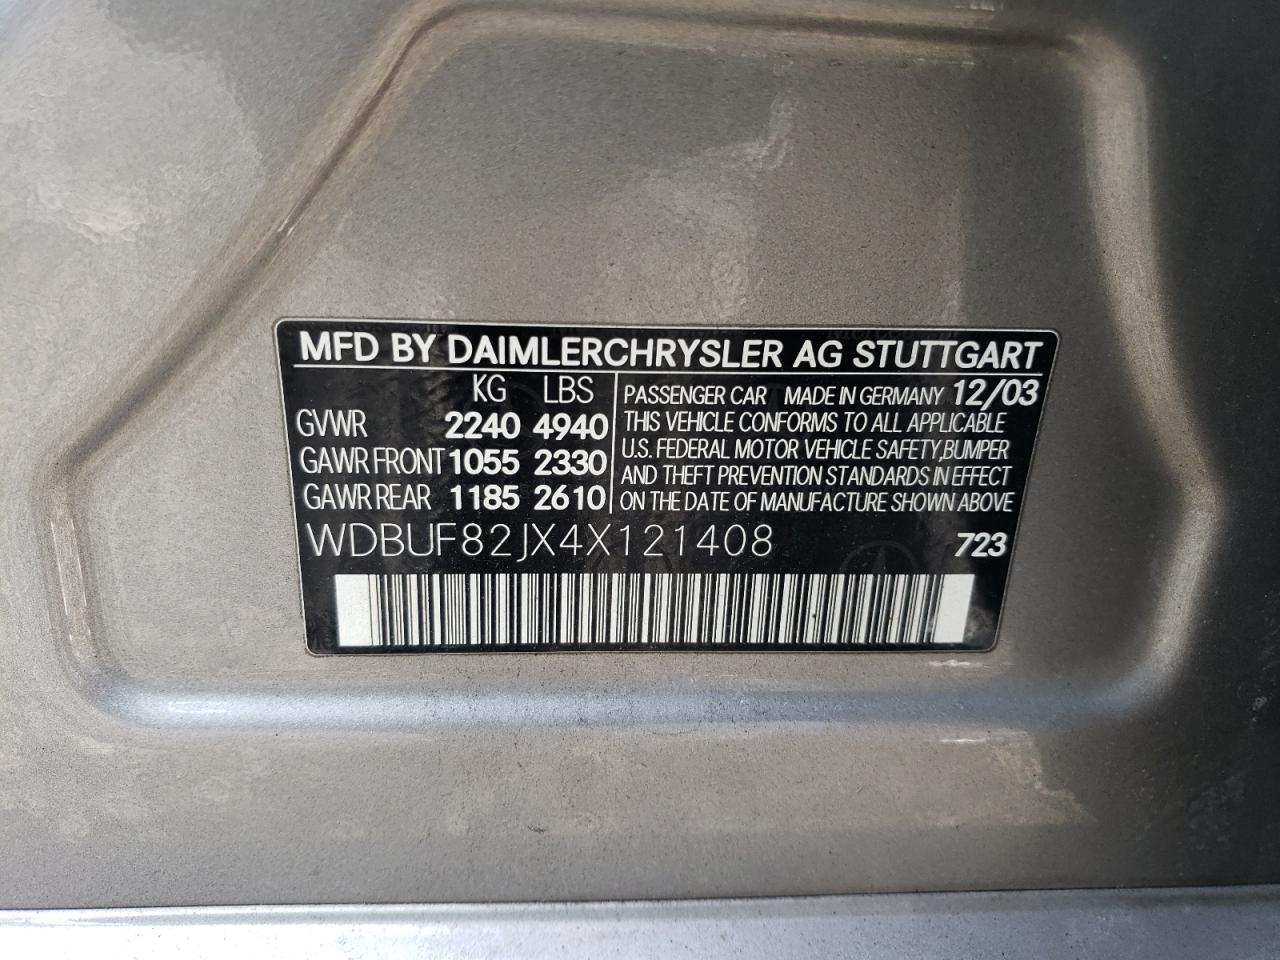 MFD BY DAIMLERCHRYSLER AG STUTTGART
KG LBS
GVWR 2240 4940
GAWR FRONT 1055 2330
GAWR REAR 1185 2610
PASSENGER CAR MADE IN GERMANY 12/03
THIS VEHICLE CONFORMS TO ALL APPLICABLE
U.S. FEDERAL MOTOR VEHICLE SAFETY, BUMPER
AND THEFT PREVENTION STANDARDS IN EFFECT
ON THE DATE OF MANUFACTURE SHOWN ABOVE
WDBUF82JX4X121408 723